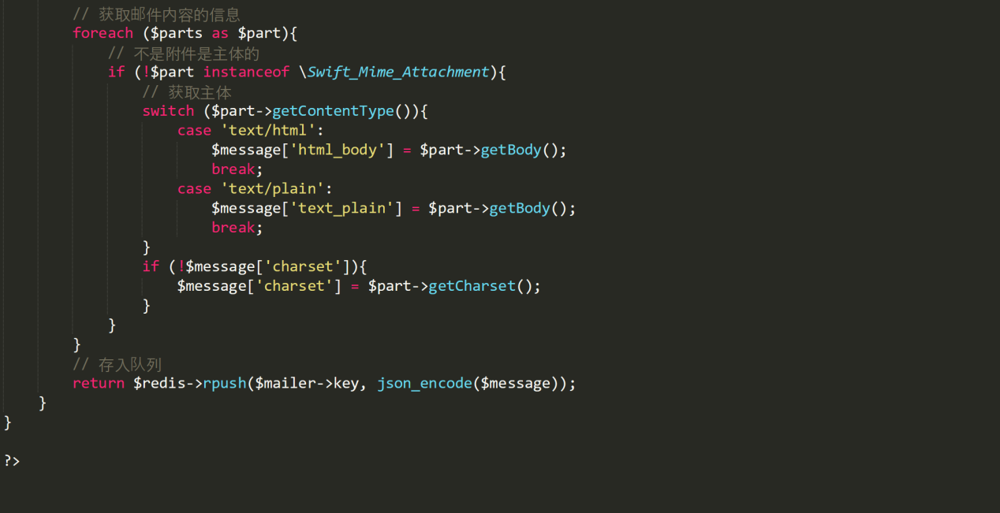 // 获取邮件内容的信息
foreach ($parts as $part){
// 不是附件是主体的
if (!$part instanceof \Swift_Mime_Attachment){
// 获取主体
switch ($part->getContentType()){
case 'text/html':
$message['html_body'] = $part->getBody();
break;
case 'text/plain':
$message['text_plain'] = $part->getBody();
break;
}
if (!$message['charset']){
$message['charset'] = $part->getCharset();
}
}
}
// 存入队列
return $redis->rpush($mailer->key, json_encode($message));
}
}
?>